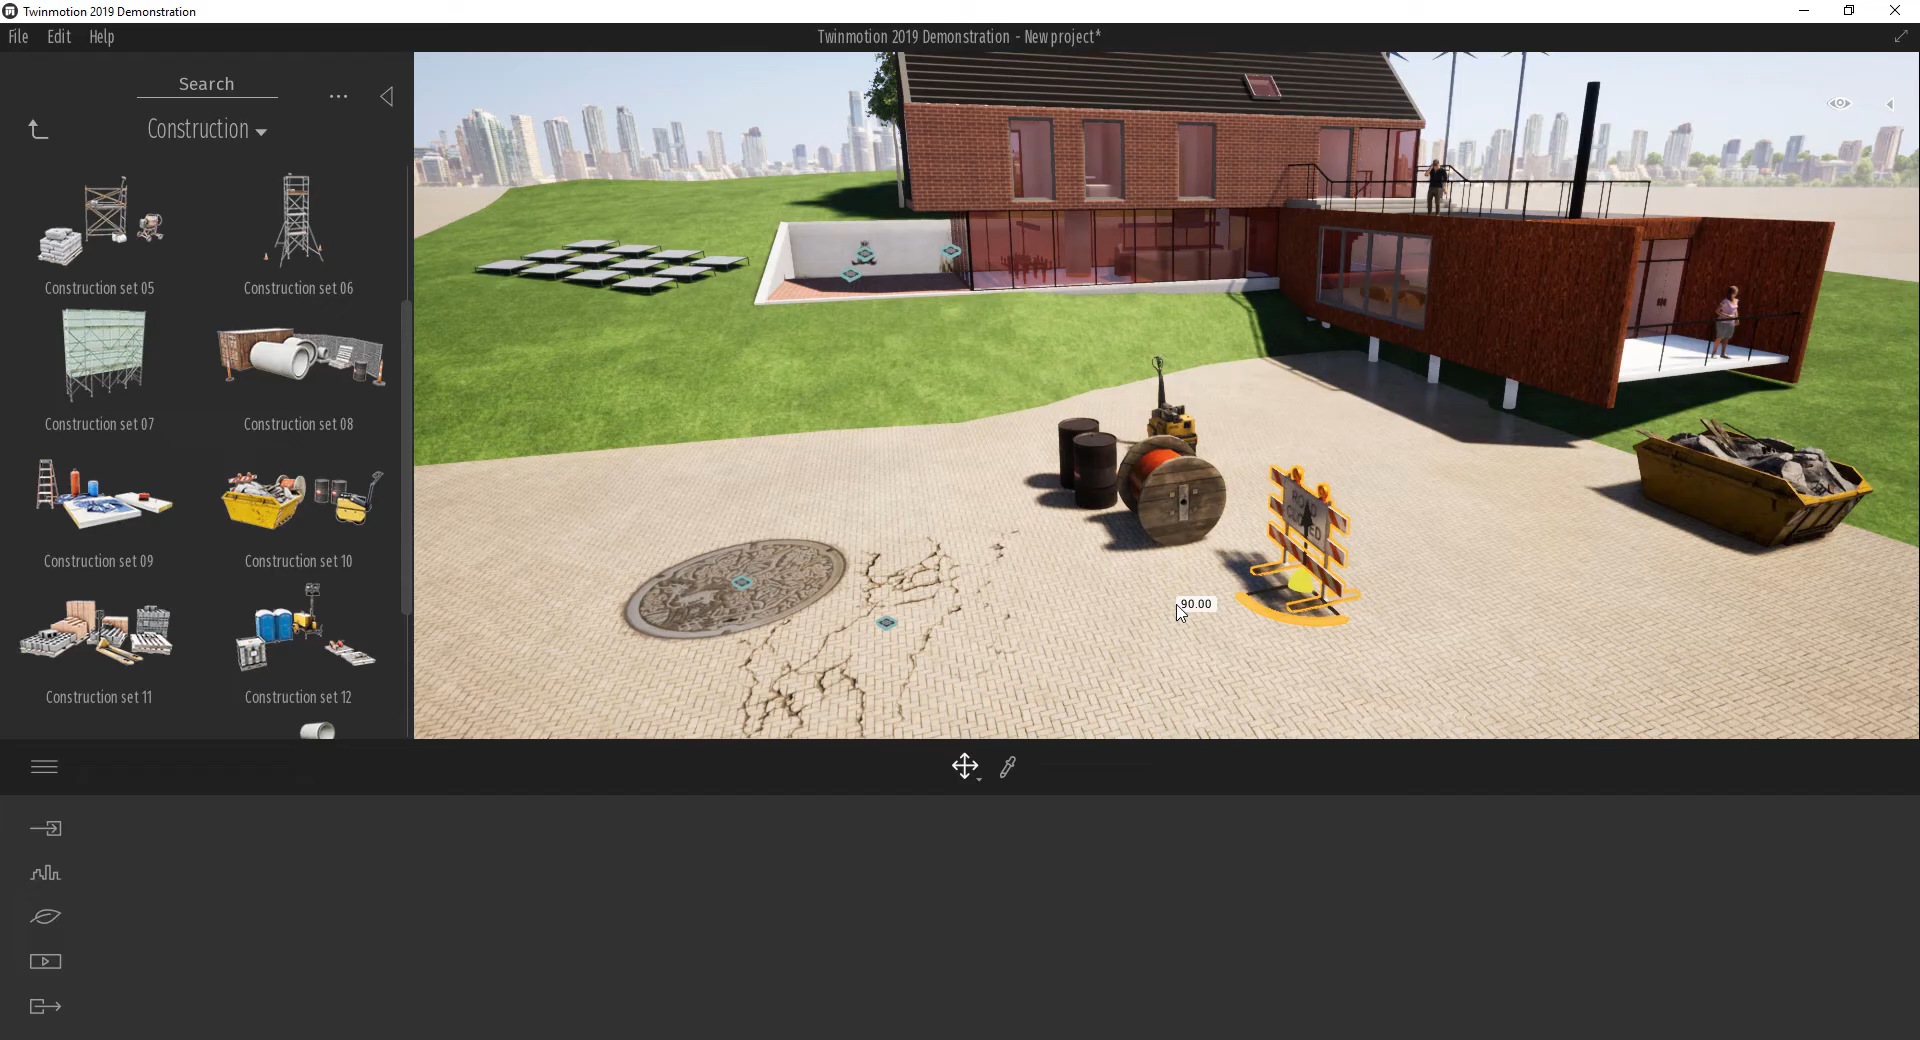 Twinmotion 2019 Demonstration
File Edit Help
Twinmotion 2019 Demonstration - New project*
Search
...
Construction
Construction set 05
Construction set 06
Construction set 07
Construction set 08
Construction set 09
Construction set 10
Construction set 11
Construction set 12
ROAD
CLOSED
90.00